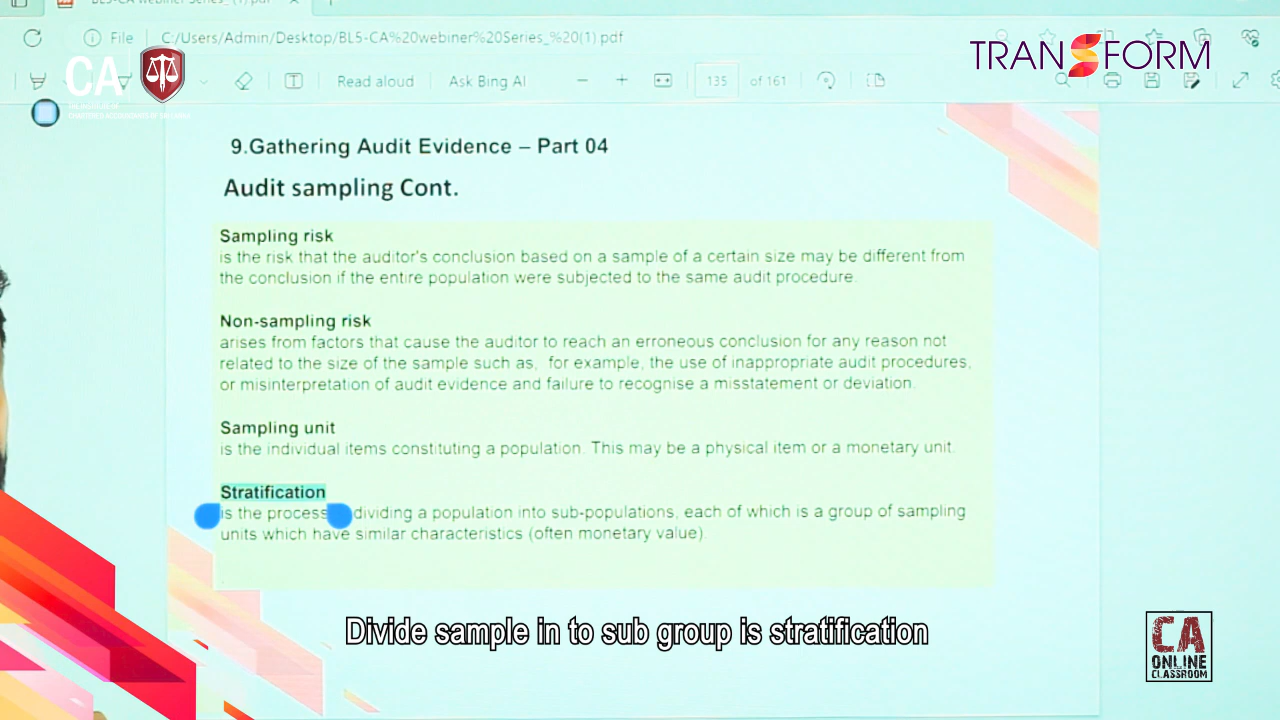 BL5-CA webiner Series_ (1).pdf
File C:/Users/Admin/Desktop/BL5-CA%20webiner%20Series_%20(1).pdf
CA
TRANSFORM
Read aloud Ask Bing AI 135 of 161
9.Gathering Audit Evidence – Part 04
Audit sampling Cont.
Sampling risk
is the risk that the auditor's conclusion based on a sample of a certain size may be different from
the conclusion if the entire population were subjected to the same audit procedure.
Non-sampling risk
arises from factors that cause the auditor to reach an erroneous conclusion for any reason not
related to the size of the sample such as, for example, the use of inappropriate audit procedures,
or misinterpretation of audit evidence and failure to recognise a misstatement or deviation.
Sampling unit
is the individual items constituting a population. This may be a physical item or a monetary unit.
Stratification
is the process dividing a population into sub-populations, each of which is a group of sampling
units which have similar characteristics (often monetary value).
Divide sample in to sub group is stratification
CA
ONLINE
CLASSROOM